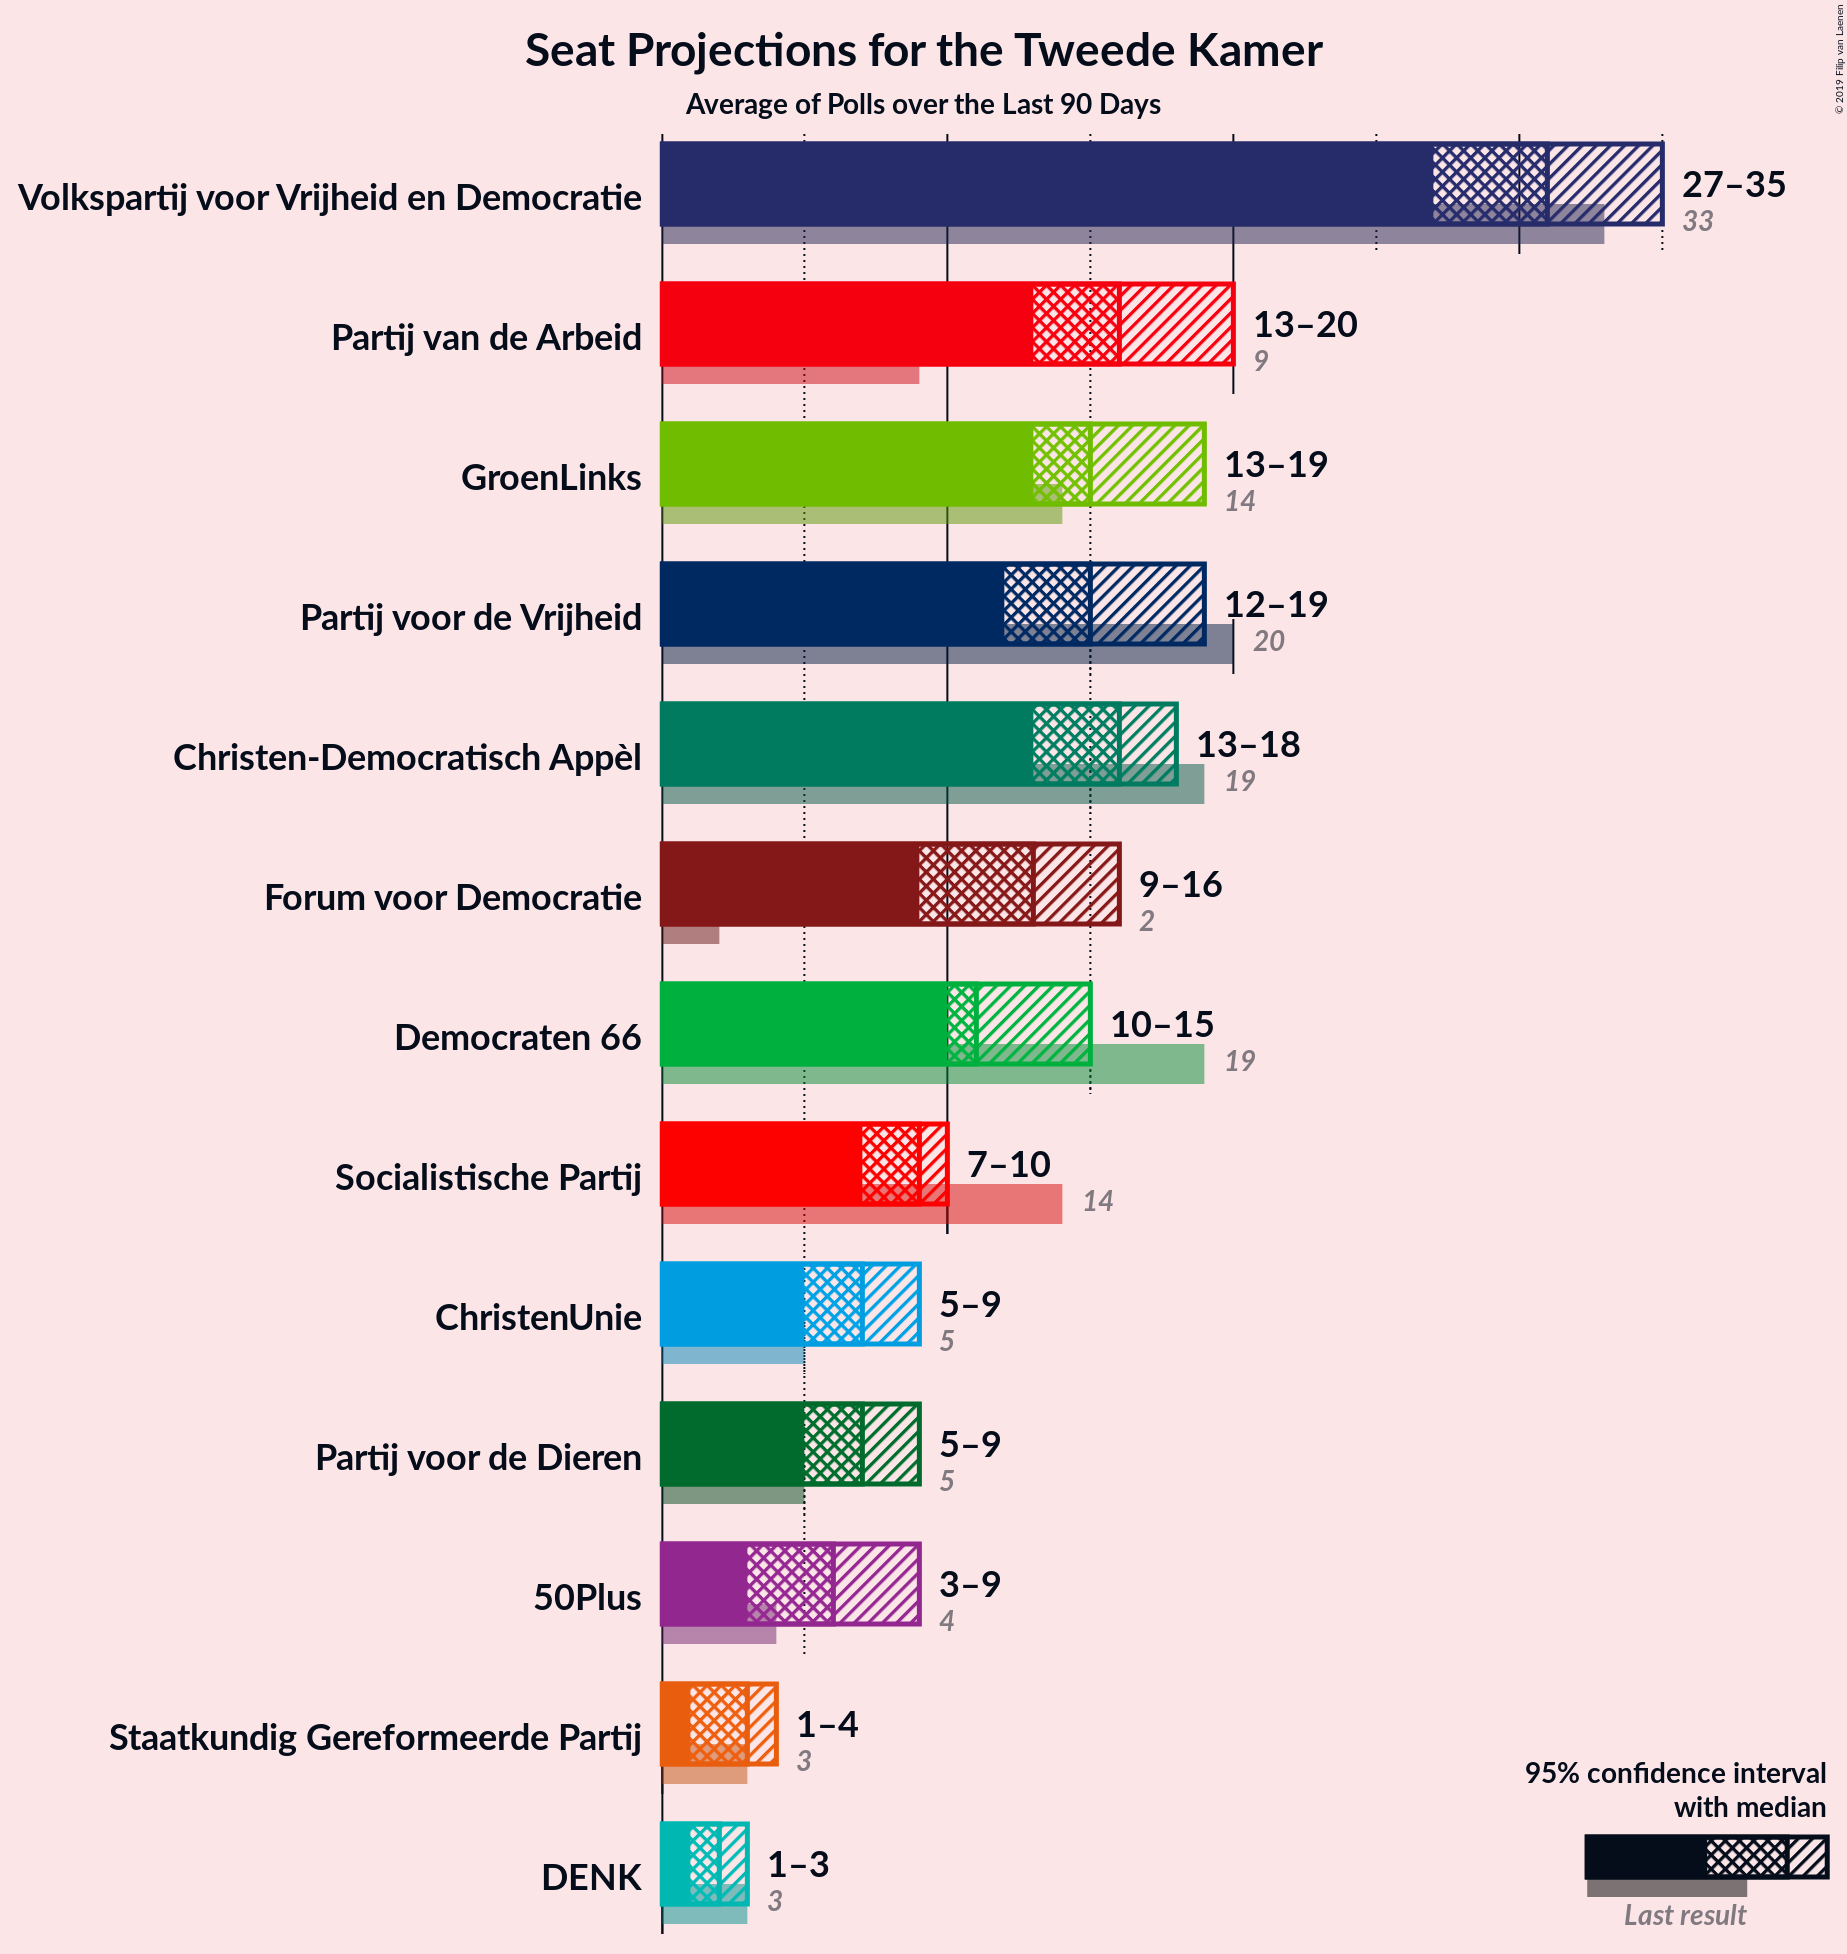 Seat Projections for the Tweede Kamer
Average of Polls over the Last 90 Days
© 2019 Filip van Laenen
Volkspartij voor Vrijheid en Democratie
27–35
33
Partij van de Arbeid
13–20
9
GroenLinks
13–19
14
Partij voor de Vrijheid
12–19
20
Christen-Democratisch Appèl
13–18
19
Forum voor Democratie
9–16
2
Democraten 66
10–15
19
Socialistische Partij
7–10
14
ChristenUnie
5–9
5
Partij voor de Dieren
5–9
5
50Plus
3–9
4
Staatkundig Gereformeerde Partij
1–4
3
DENK
1–3
3
95% confidence interval
with median
Last result